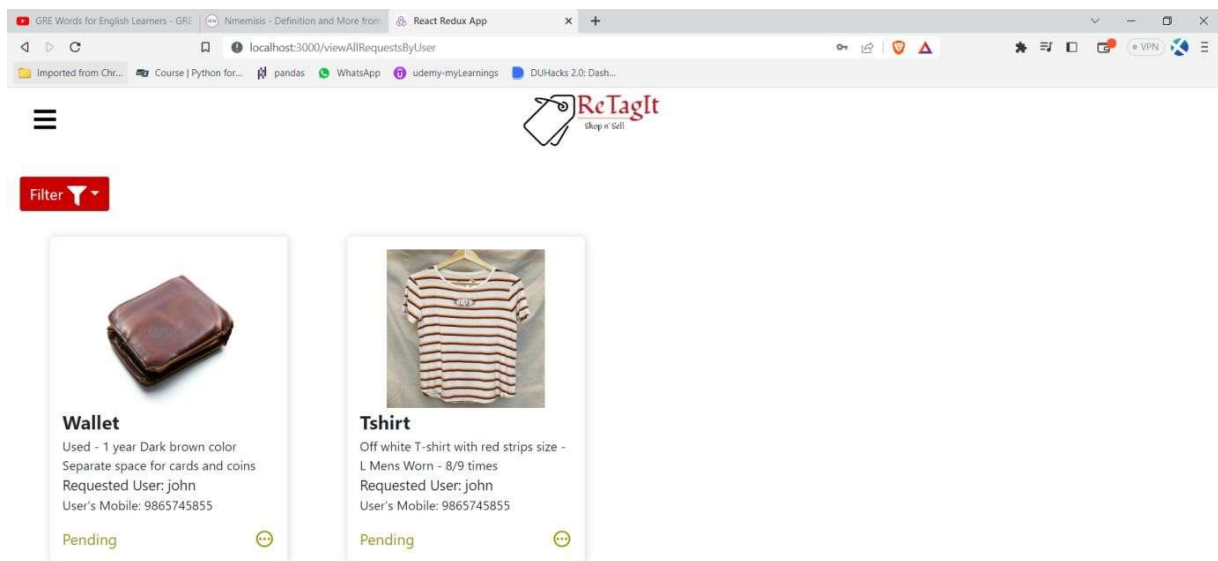 GRE Words for English Learners - GRE
Nmemisis - Definition and More from
React Redux App
localhost:3000/viewAllRequestsByUser
VPN
Imported from Chr...
Course | Python for...
pandas
WhatsApp
udemy-myLearnings
DUHacks 2.0: Dash...
ReTagIt
Shop n' Sell
Filter
Wallet
Used - 1 year Dark brown color
Separate space for cards and coins
Requested User: john
User's Mobile: 9865745855
Pending
Tshirt
Off white T-shirt with red strips size -
L Mens Worn - 8/9 times
Requested User: john
User's Mobile: 9865745855
Pending